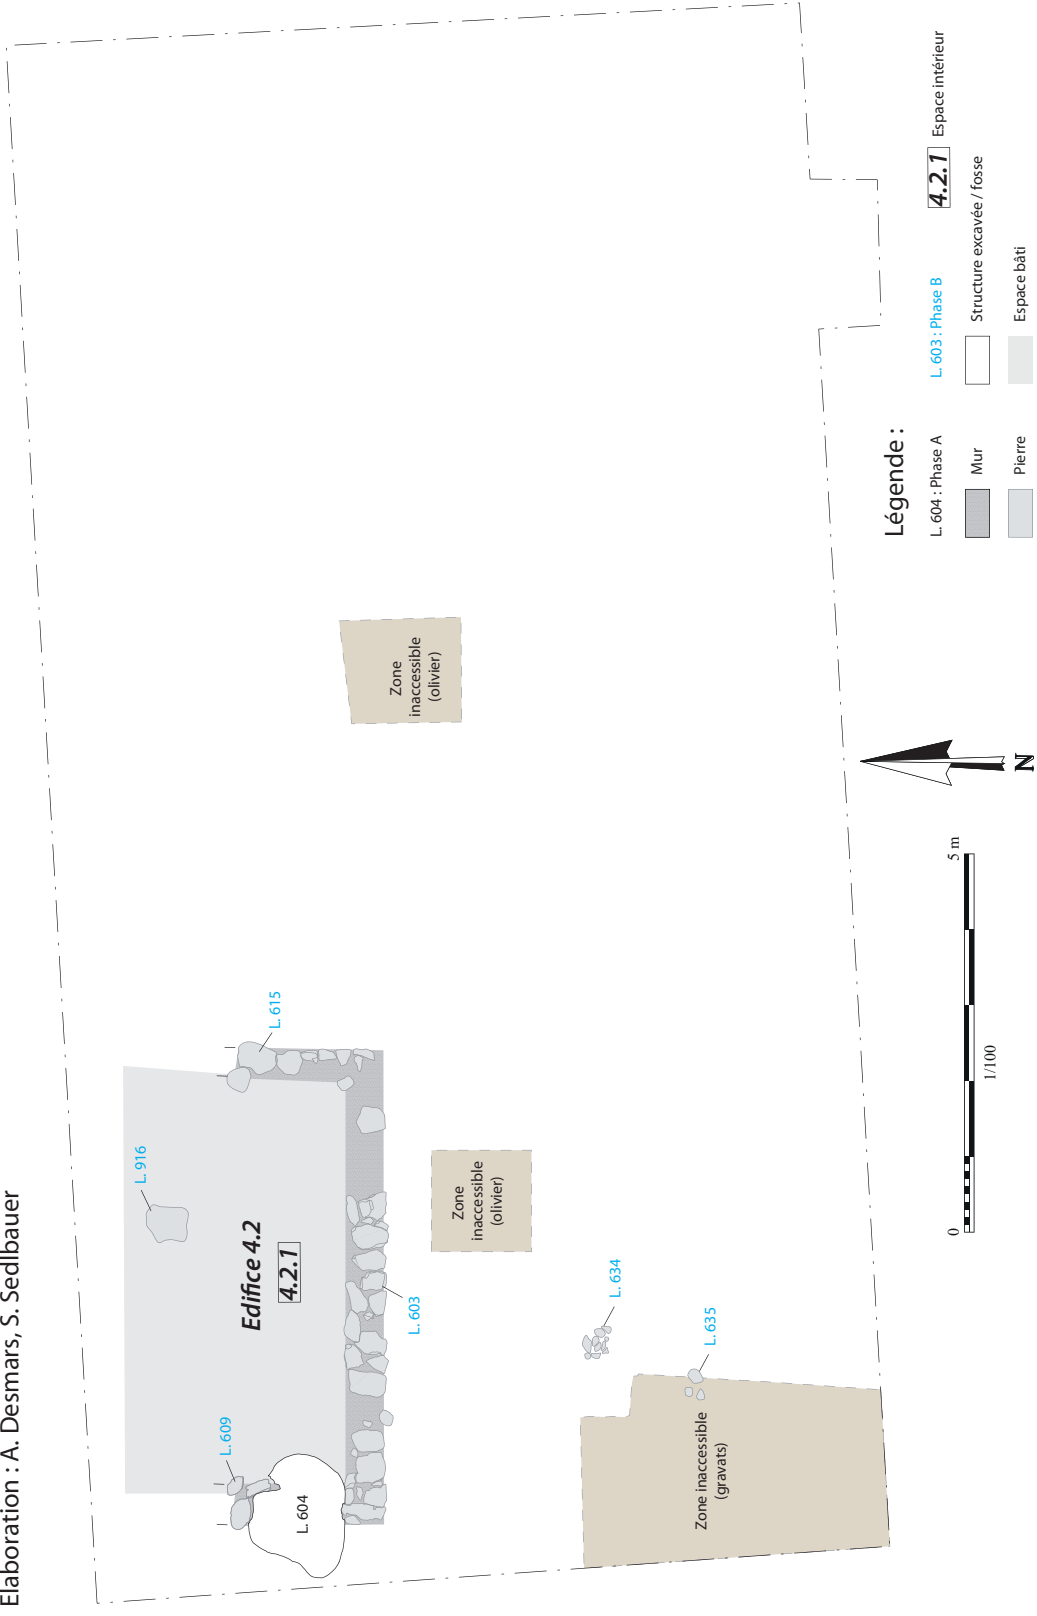 Elaboration : A. Desmars, S. Sedlbauer
L. 916
L. 615
Edifice 4.2
4.2.1
L. 609
L. 604
L. 603
Zone
inaccessible
(olivier)
Zone
inaccessible
(olivier)
L. 634
L. 635
Zone inaccessible
(gravats)
0
5 m
1/100
N
Légende :
L. 604 : Phase A
L. 603 : Phase B
4.2.1 Espace intérieur
Mur
Structure excavée / fosse
Pierre
Espace bâti